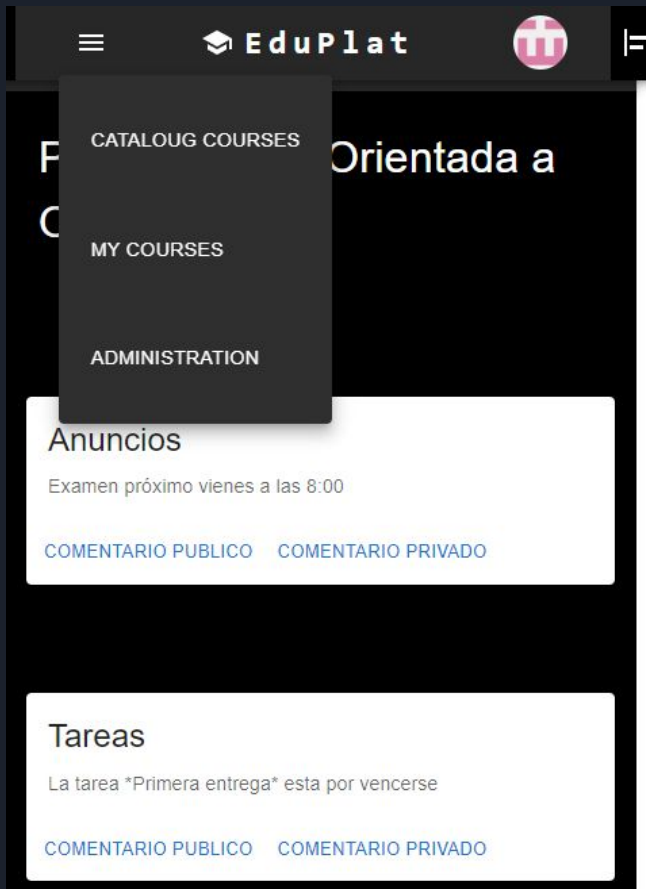 EduPlat
CATALOUG COURSES
MY COURSES
ADMINISTRATION
Orientada a
Anuncios
Examen próximo vienes a las 8:00
COMENTARIO PUBLICO COMENTARIO PRIVADO
Tareas
La tarea *Primera entrega* esta por vencerse
COMENTARIO PUBLICO COMENTARIO PRIVADO